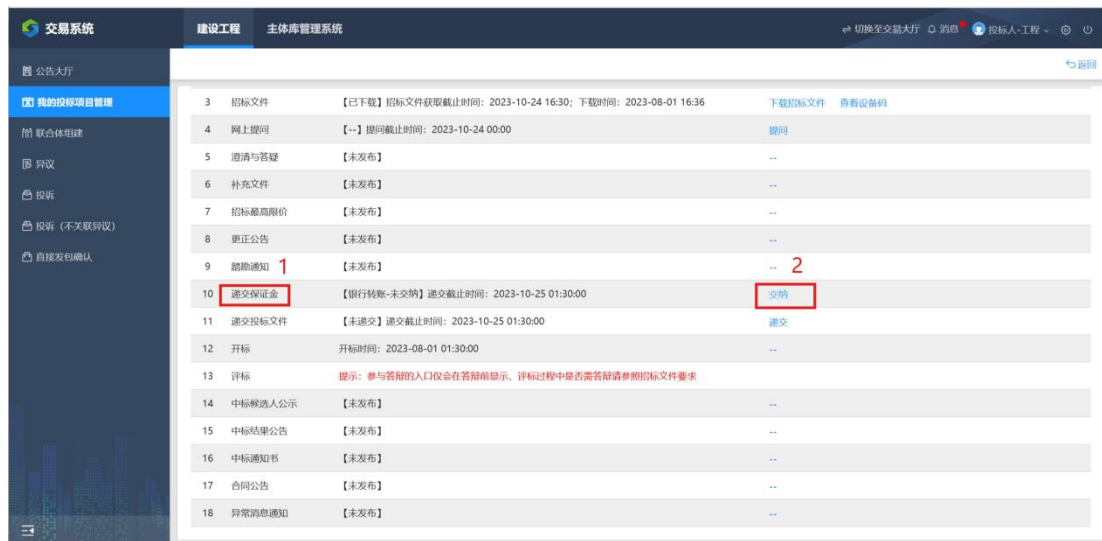 交易系统 建设工程 主体库管理系统 切换至交易大厅 消息 投标人-工程
公告大厅 返回
我的投标项目管理
联合体组建
异议
投诉
投诉（不关联异议）
直接发包确认
3 招标文件 【已下载】招标文件获取截止时间：2023-10-24 16:30；下载时间：2023-08-01 16:36 下载招标文件 查看设备码
4 网上提问 【--】提问截止时间：2023-10-24 00:00 提问
5 澄清与答疑 【未发布】 --
6 补充文件 【未发布】 --
7 招标最高限价 【未发布】 --
8 更正公告 【未发布】 --
9 踏勘通知 1 【未发布】 -- 2
10 递交保证金 【银行转账-未交纳】递交截止时间：2023-10-25 01:30:00 交纳
11 递交投标文件 【未递交】递交截止时间：2023-10-25 01:30:00 递交
12 开标 开标时间：2023-08-01 01:30:00 --
13 评标 提示：参与答辩的入口仅会在答辩前显示，评标过程中是否需答辩请参照招标文件要求
14 中标候选人公示 【未发布】 --
15 中标结果公告 【未发布】 --
16 中标通知书 【未发布】 --
17 合同公告 【未发布】 --
18 异常消息通知 【未发布】 --